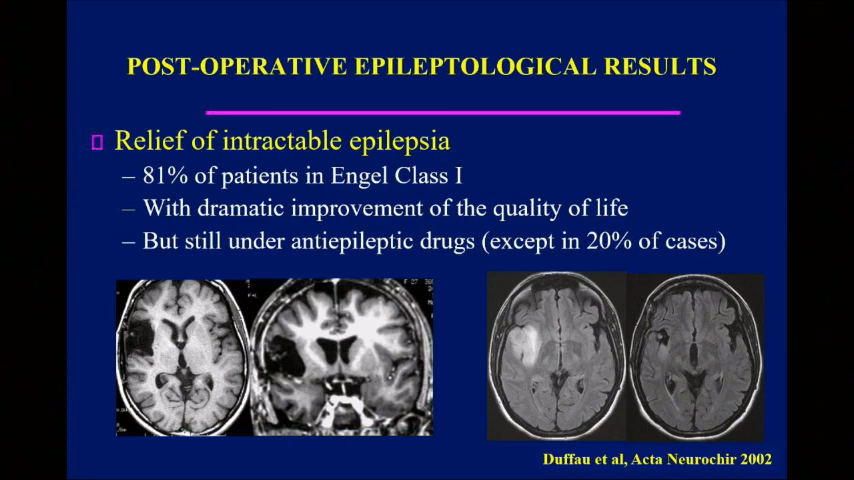 POST-OPERATIVE EPILEPTOLOGICAL RESULTS
Relief of intractable epilepsy
– 81% of patients in Engel Class I
– With dramatic improvement of the quality of life
– But still under antiepileptic drugs (except in 20% of cases)
Duffau et al, Acta Neurochir 2002